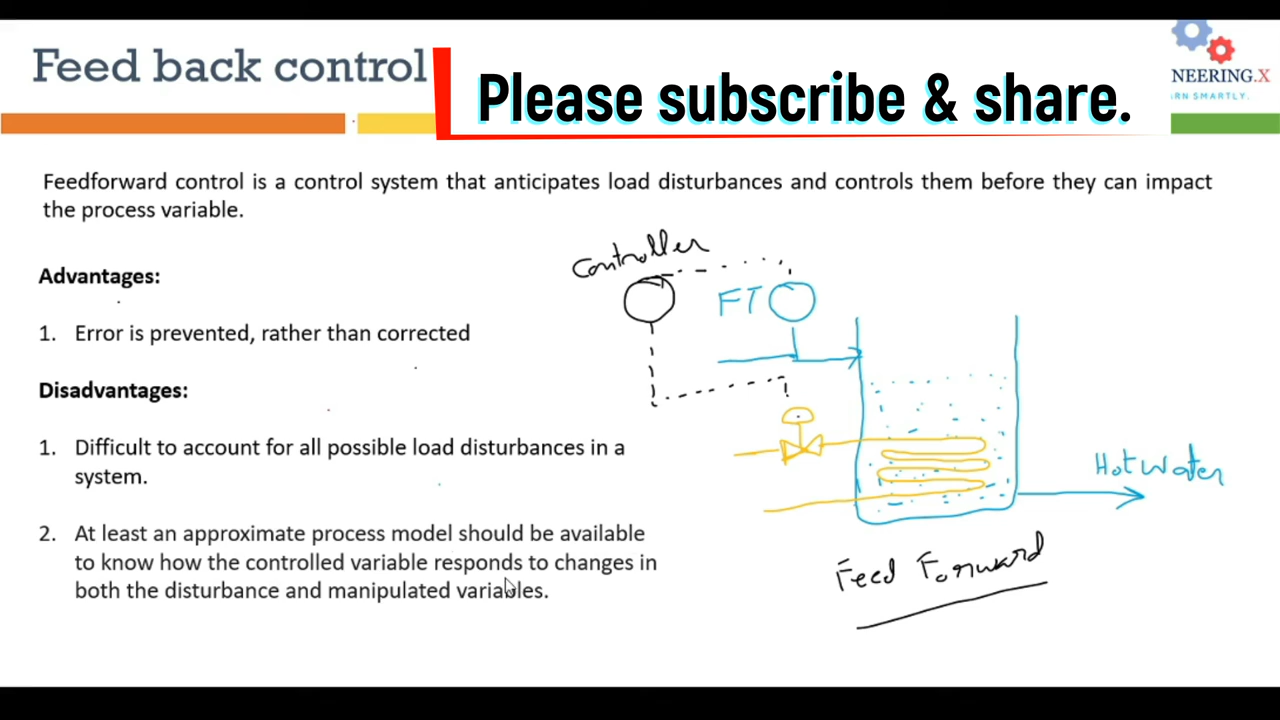 Feed back control
Please subscribe & share.
NEERING.X
RN SMARTLY.
Feedforward control is a control system that anticipates load disturbances and controls them before they can impact
the process variable.
Controller
Advantages:
FT
1. Error is prevented, rather than corrected
Disadvantages:
1. Difficult to account for all possible load disturbances in a
system.
Hot water
2. At least an approximate process model should be available
to know how the controlled variable responds to changes in
both the disturbance and manipulated variables.
Feed Forward